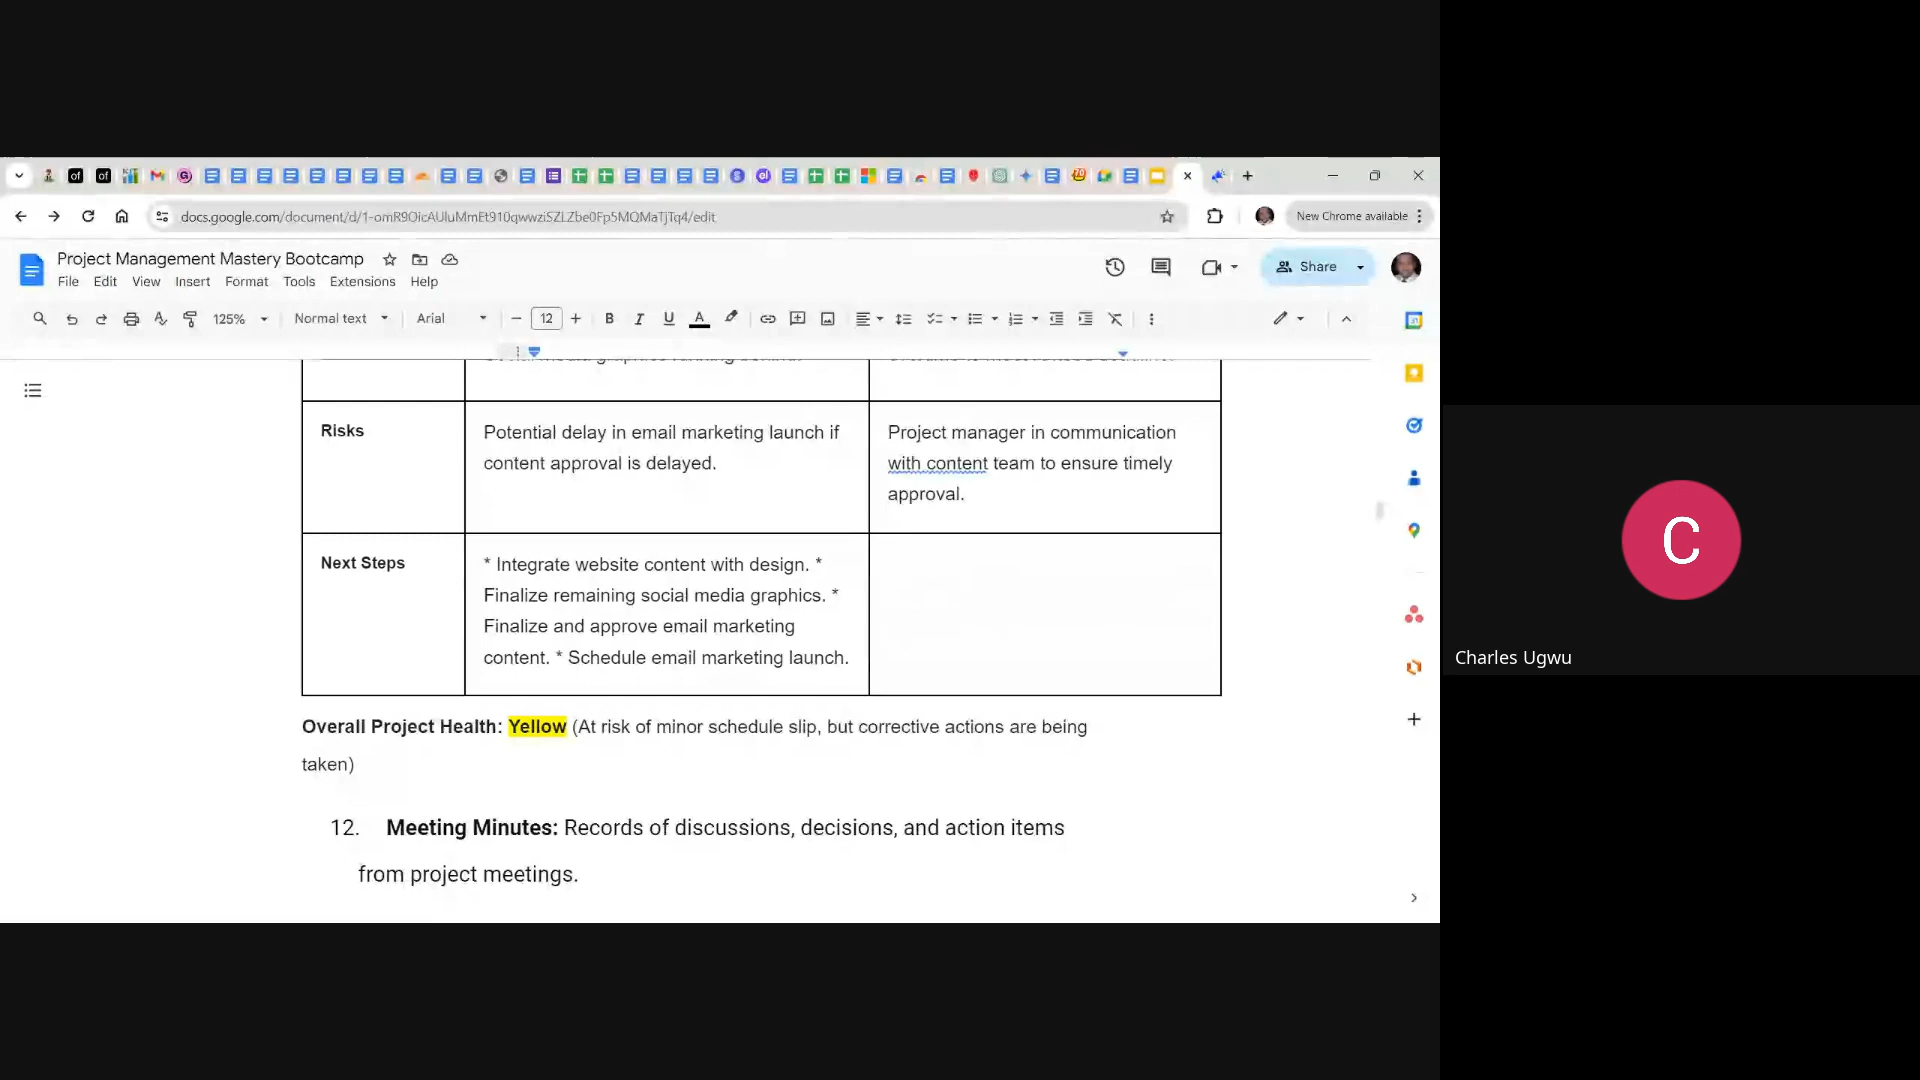 docs.google.com/document/d/1-omR9OicAUIuMmEt910qwwziSZLZbe0Fp5MQMaTjTq4/edit
New Chrome available
Project Management Mastery Bootcamp
File Edit View Insert Format Tools Extensions Help
Share
125% Normal text Arial 12
Risks
Potential delay in email marketing launch if
content approval is delayed.
Project manager in communication
with content team to ensure timely
approval.
Next Steps
* Integrate website content with design. *
Finalize remaining social media graphics. *
Finalize and approve email marketing
content. * Schedule email marketing launch.
Overall Project Health: Yellow (At risk of minor schedule slip, but corrective actions are being
taken)
12. Meeting Minutes: Records of discussions, decisions, and action items
from project meetings.
C
Charles Ugwu